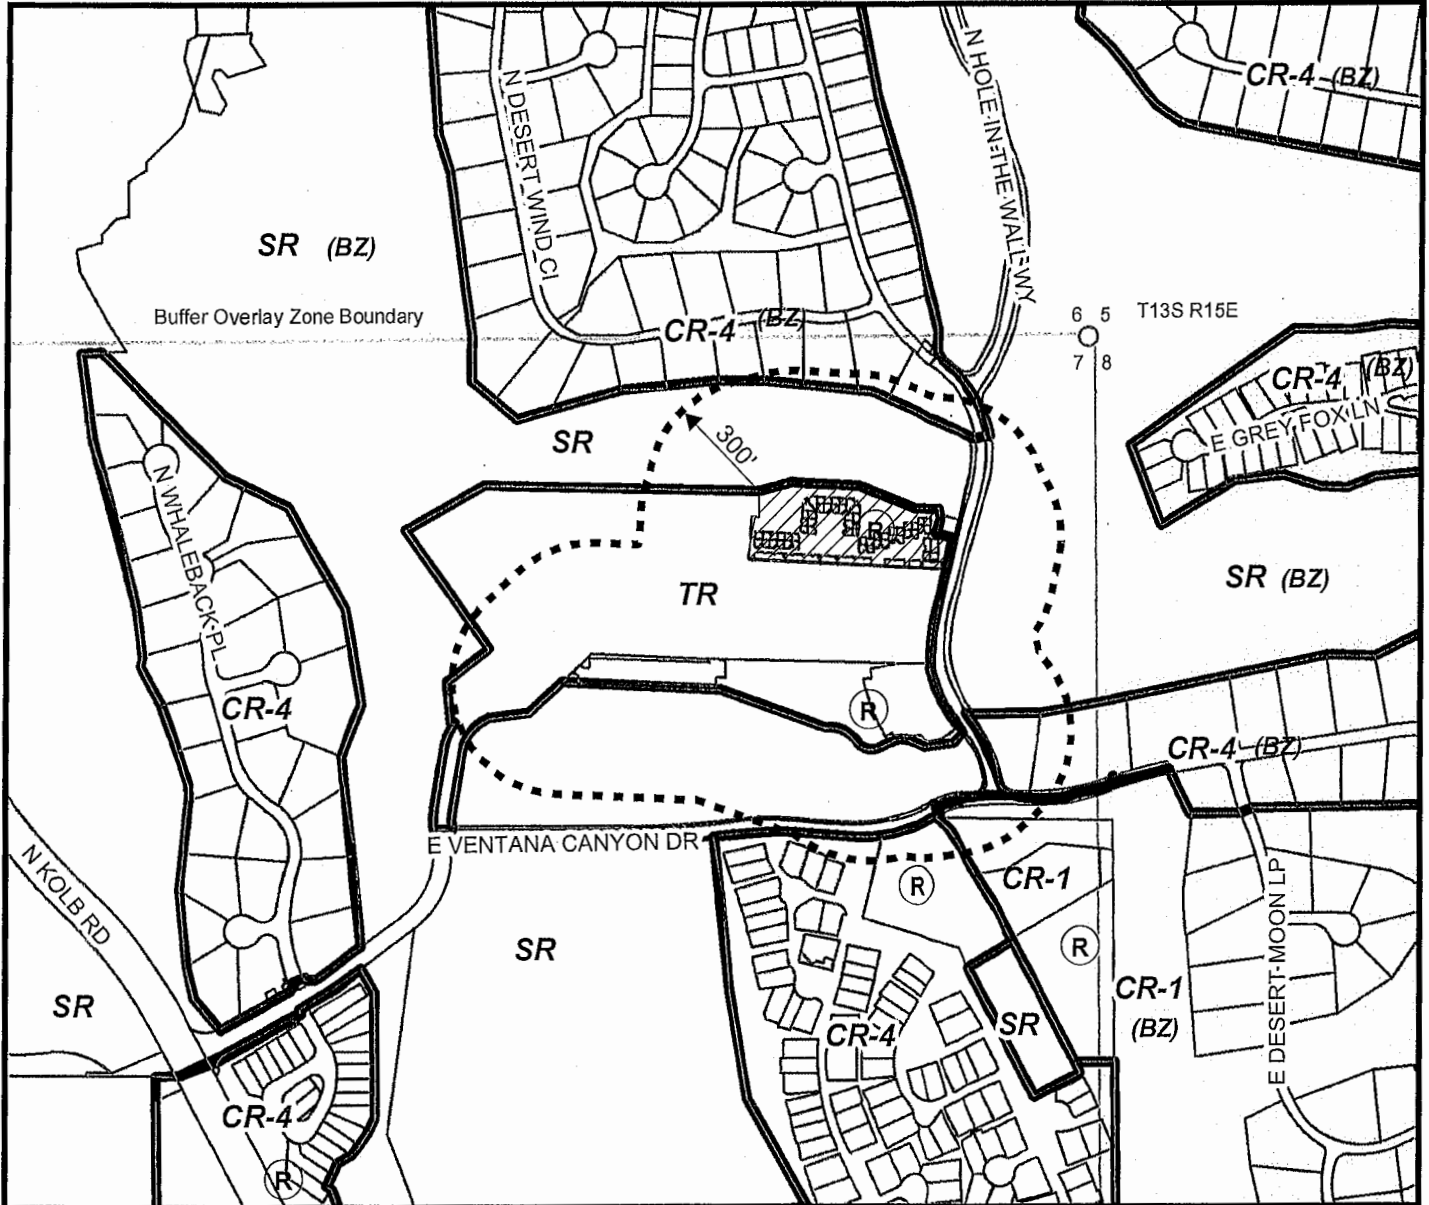 N HOLE-IN-THE-WALL WY
CR-4 (BZ)
N DESERT WIND CI
SR (BZ)
Buffer Overlay Zone Boundary
CR-4 (BZ)
6 5
T13S R15E
7 8
CR-4 (BZ)
E GREY FOX LN
SR
300'
R
N WHALEBACK PL
TR
SR (BZ)
CR-4
R
CR-4 (BZ)
E VENTANA CANYON DR
N KOLB RD
R
CR-1
E DESERT MOON LP
SR
R
SR
CR-1
(BZ)
CR-4
SR
CR-4
R